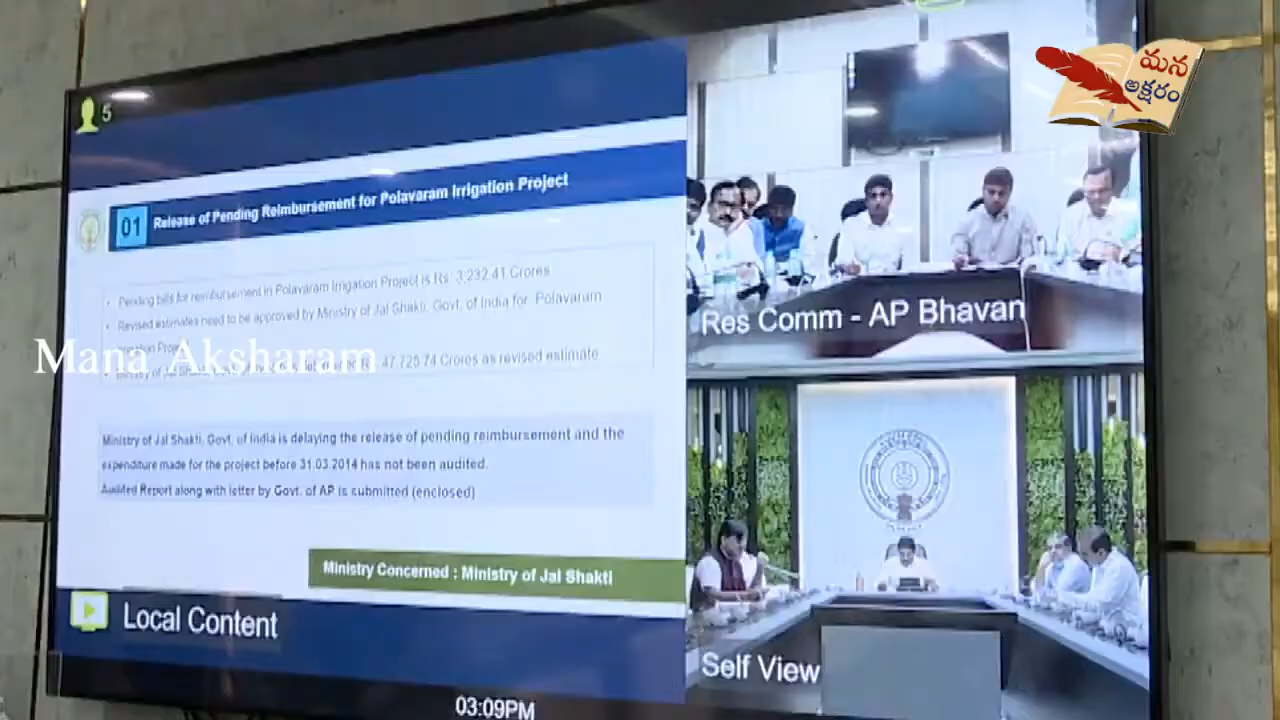 5
మన
అక్షరం
01 Release of Pending Reimbursement for Polavaram Irrigation Project
Pending bills for reimbursement in Polavaram Irrigation Project is Rs. 3,232.41 Crores
Revised estimates need to be approved by Ministry of Jal Shakti, Govt. of India for Polavaram
Irrigation
47,725.74 Crores as revised estimate
Mana Aksharam
Ministry of Jal Shakti, Govt. of India is delaying the release of pending reimbursement and the
expenditure made for the project before 31.03.2014 has not been audited.
Audited Report along with letter by Govt. of AP is submitted (enclosed)
Ministry Concerned : Ministry of Jal Shakti
Local Content
Res Comm - AP Bhavan
Self View
03:09PM